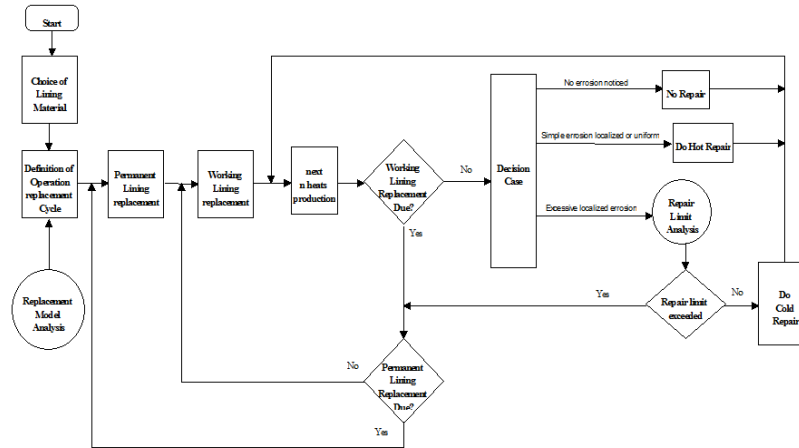 Start
Choice of
Lining
Material
Definition of
Operation
replacement
Cycle
Replacement
Model
Analysis
Permanent
Lining
replacement
Working
Lining
replacement
next
n heats
production
Working
Lining
Replacement
Due?
No
Yes
Decision
Case
No errosion noticed
No Repair
Simple errosion localized or uniform
Do Hot Repair
Excessive localized errosion
Repair
Limit
Analysis
Repair limit
exceeded
Yes
No
Do
Cold
Repair
Permanent
Lining
Replacement
Due?
No
Yes